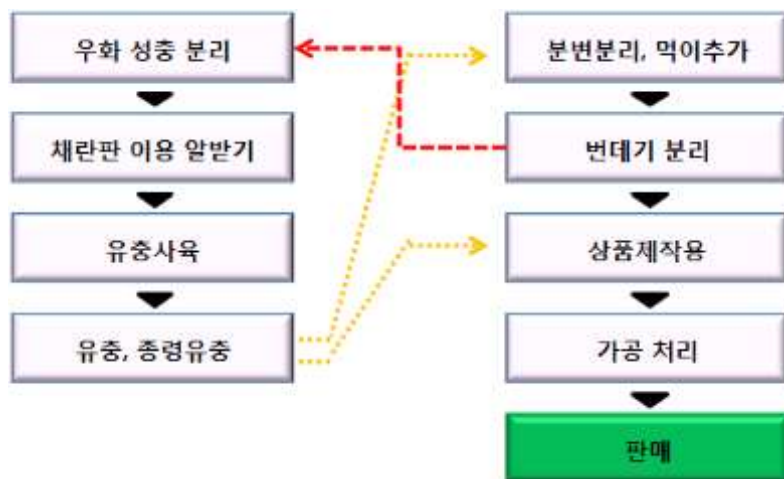 우화 성충 분리
채란판 이용 알받기
유충사육
유충, 종령유충
분변분리, 먹이추가
번데기 분리
상품제작용
가공 처리
판매